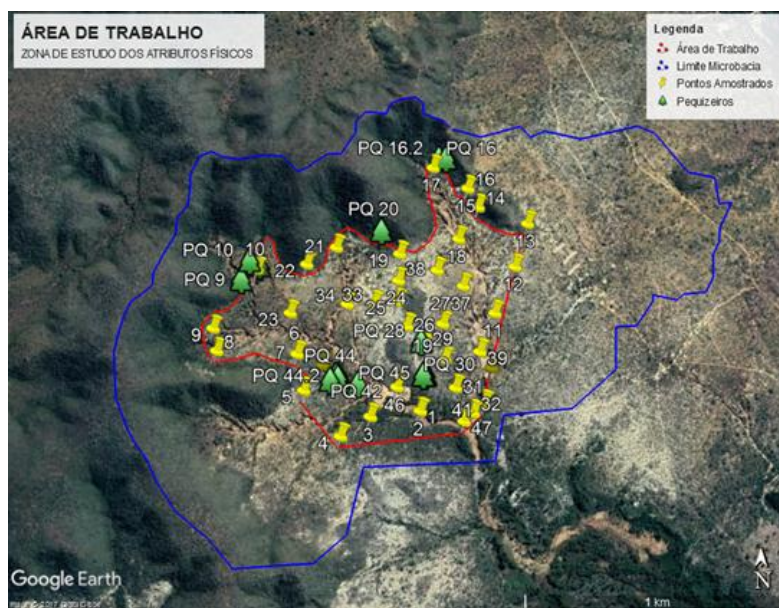 ÁREA DE TRABALHO
ZONA DE ESTUDO DOS ATRIBUTOS FÍSICOS
Legenda
Área de Trabalho
Limite Microbacia
Pontos Amostrados
Pequizeiros
PQ 16.2 PQ 16
17 16
15 14
PQ 20
13
PQ 10 10 21
19 18
22 38 12
PQ 9
34 33 24
25 27 37
23 PQ 28 26 11
9 6 29
8 7 19 39
PQ 44 PQ 30
PQ 44.2 PQ 45
5 PQ 42 31
46 1 41 32
4 3 2 47
Google Earth
1 km
N